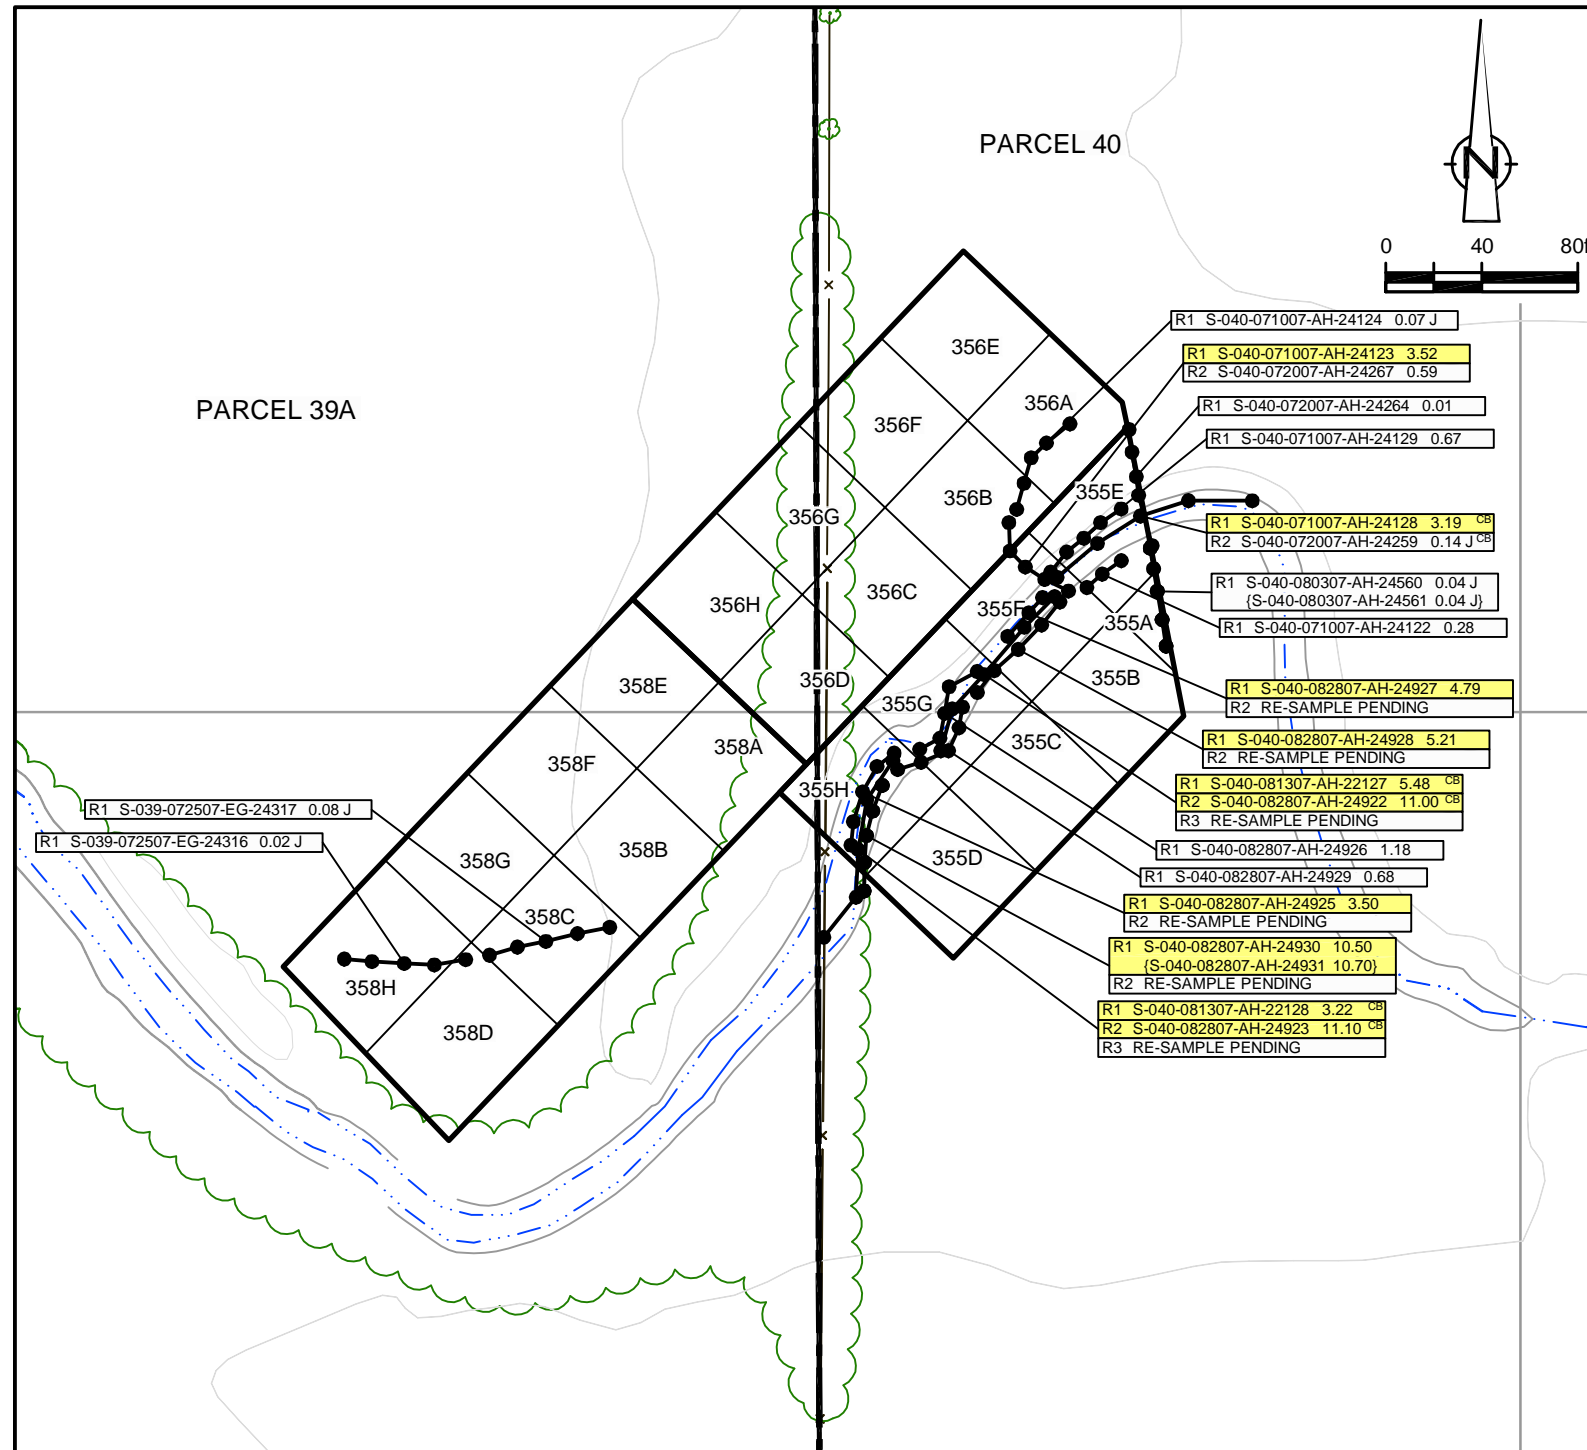 PARCEL 40
N
0 40 80f
PARCEL 39A
R1 S-040-071007-AH-24124 0.07 J
R1 S-040-071007-AH-24123 3.52
R2 S-040-072007-AH-24267 0.59
R1 S-040-072007-AH-24264 0.01
R1 S-040-071007-AH-24129 0.67
R1 S-040-071007-AH-24128 3.19 CB
R2 S-040-072007-AH-24259 0.14 J CB
R1 S-040-080307-AH-24560 0.04 J
{S-040-080307-AH-24561 0.04 J}
R1 S-040-071007-AH-24122 0.28
R1 S-040-082807-AH-24927 4.79
R2 RE-SAMPLE PENDING
R1 S-040-082807-AH-24928 5.21
R2 RE-SAMPLE PENDING
R1 S-040-081307-AH-22127 5.48 CB
R2 S-040-082807-AH-24922 11.00 CB
R3 RE-SAMPLE PENDING
R1 S-040-082807-AH-24926 1.18
R1 S-040-082807-AH-24929 0.68
R1 S-040-082807-AH-24925 3.50
R2 RE-SAMPLE PENDING
R1 S-040-082807-AH-24930 10.50
{S-040-082807-AH-24931 10.70}
R2 RE-SAMPLE PENDING
R1 S-040-081307-AH-22128 3.22 CB
R2 S-040-082807-AH-24923 11.10 CB
R3 RE-SAMPLE PENDING
R1 S-039-072507-EG-24317 0.08 J
R1 S-039-072507-EG-24316 0.02 J
356E
356A
356F
356B
355E
356G
356C
356H
355F
355A
356D
355B
358E
355G
358A
355C
358F
355H
358B
355D
358G
358C
358H
358D